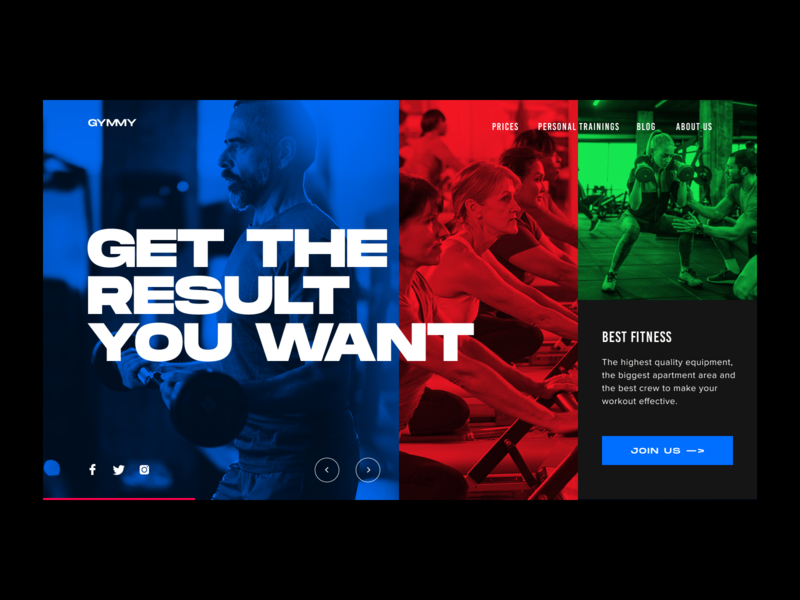 GYMMY
PRICES PERSONAL TRAININGS BLOG ABOUT US
GET THE
RESULT
YOU WANT
BEST FITNESS
The highest quality equipment,
the biggest apartment area and
the best crew to make your
workout effective.
JOIN US —>